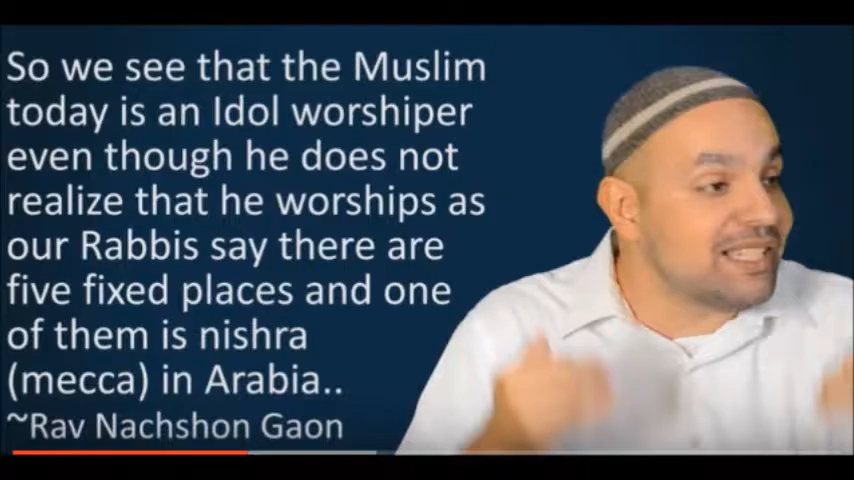 So we see that the Muslim
today is an Idol worshiper
even though he does not
realize that he worships as
our Rabbis say there are
five fixed places and one
of them is nishra
(mecca) in Arabia..
~Rav Nachshon Gaon